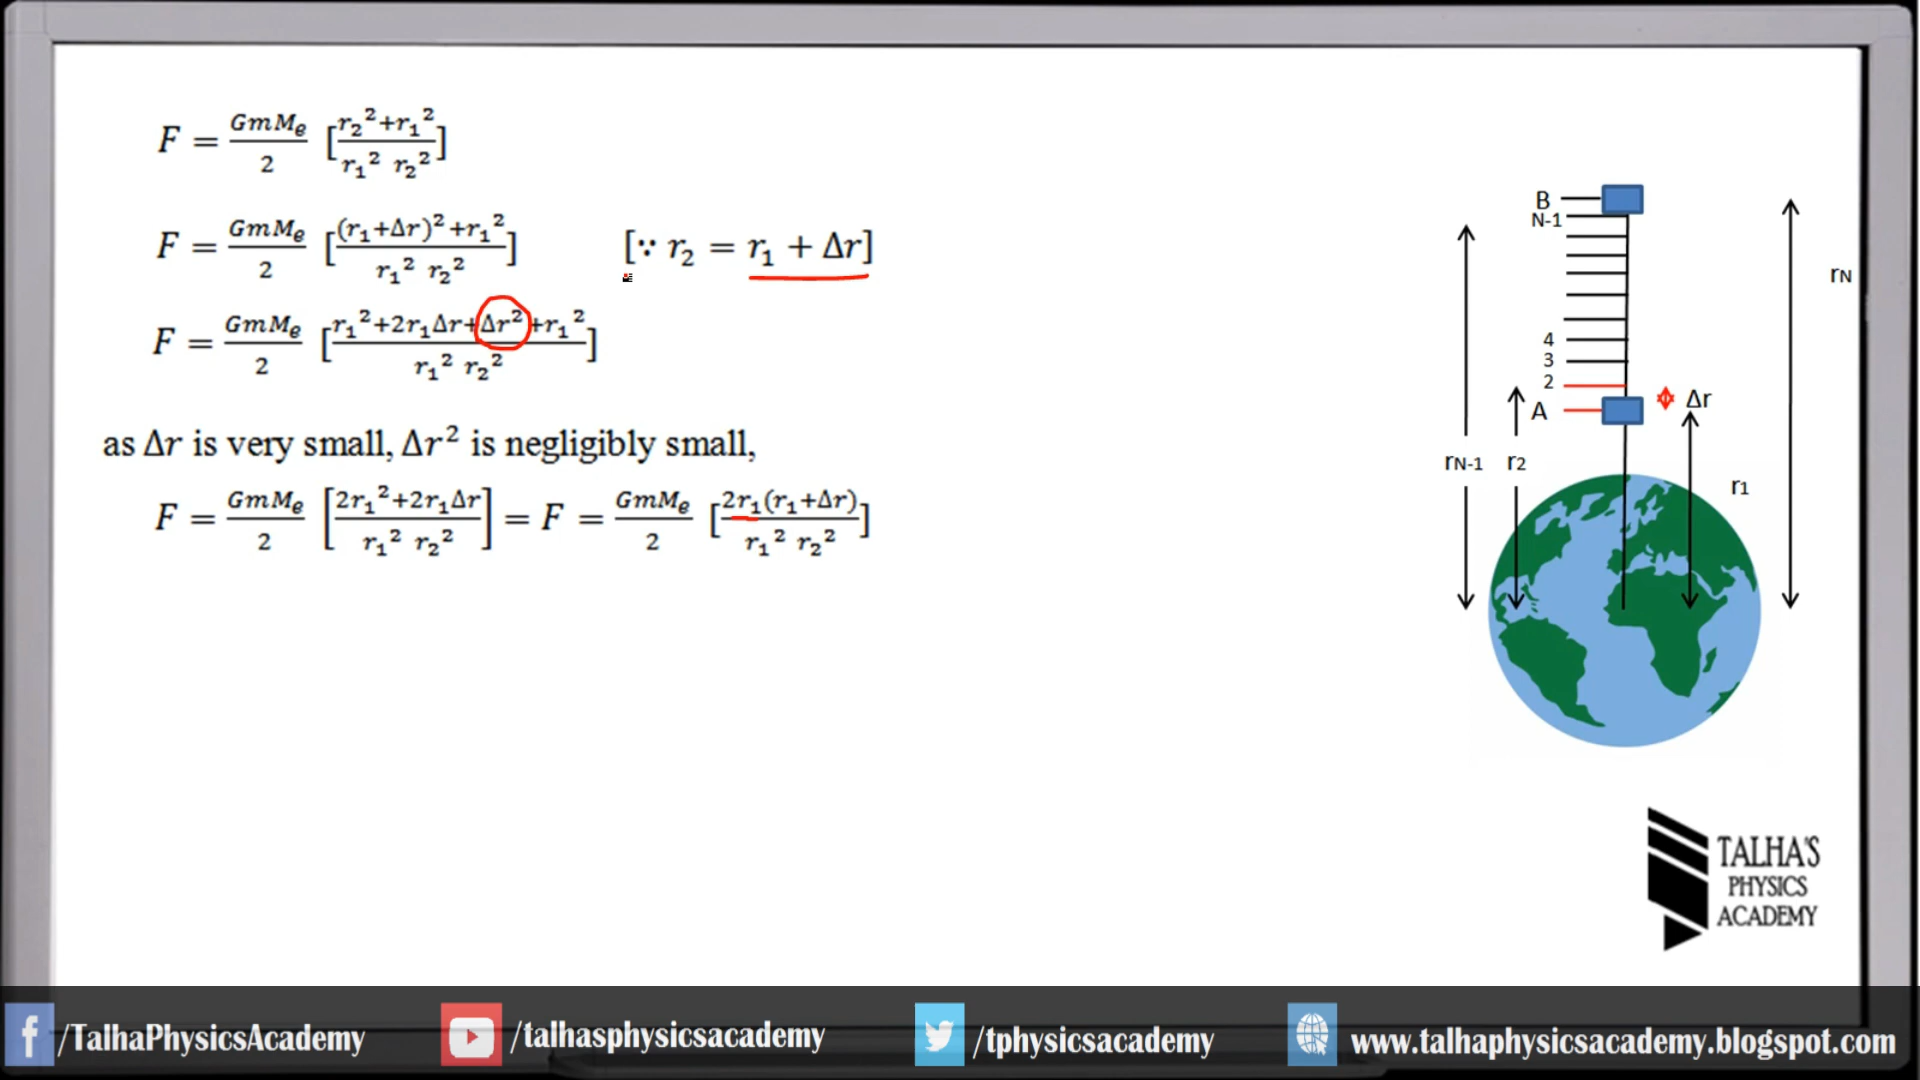 F = GmMₑ/2 [r₂²+r₁² / r₁² r₂²]
F = GmMₑ/2 [(r₁+Δr)²+r₁² / r₁² r₂²] [∵ r₂ = r₁ + Δr]
F = GmMₑ/2 [r₁²+2r₁Δr+Δr²+r₁² / r₁² r₂²]
as Δr is very small, Δr² is negligibly small,
F = GmMₑ/2 [2r₁²+2r₁Δr / r₁² r₂²] = F = GmMₑ/2 [2r₁(r₁+Δr) / r₁² r₂²]
B
N-1
rN
4
3
2
A
Δr
rN-1
r2
r1
TALHA'S
PHYSICS
ACADEMY
/TalhaPhysicsAcademy
/talhasphysicsacademy
/tphysicsacademy
www.talhaphysicsacademy.blogspot.com